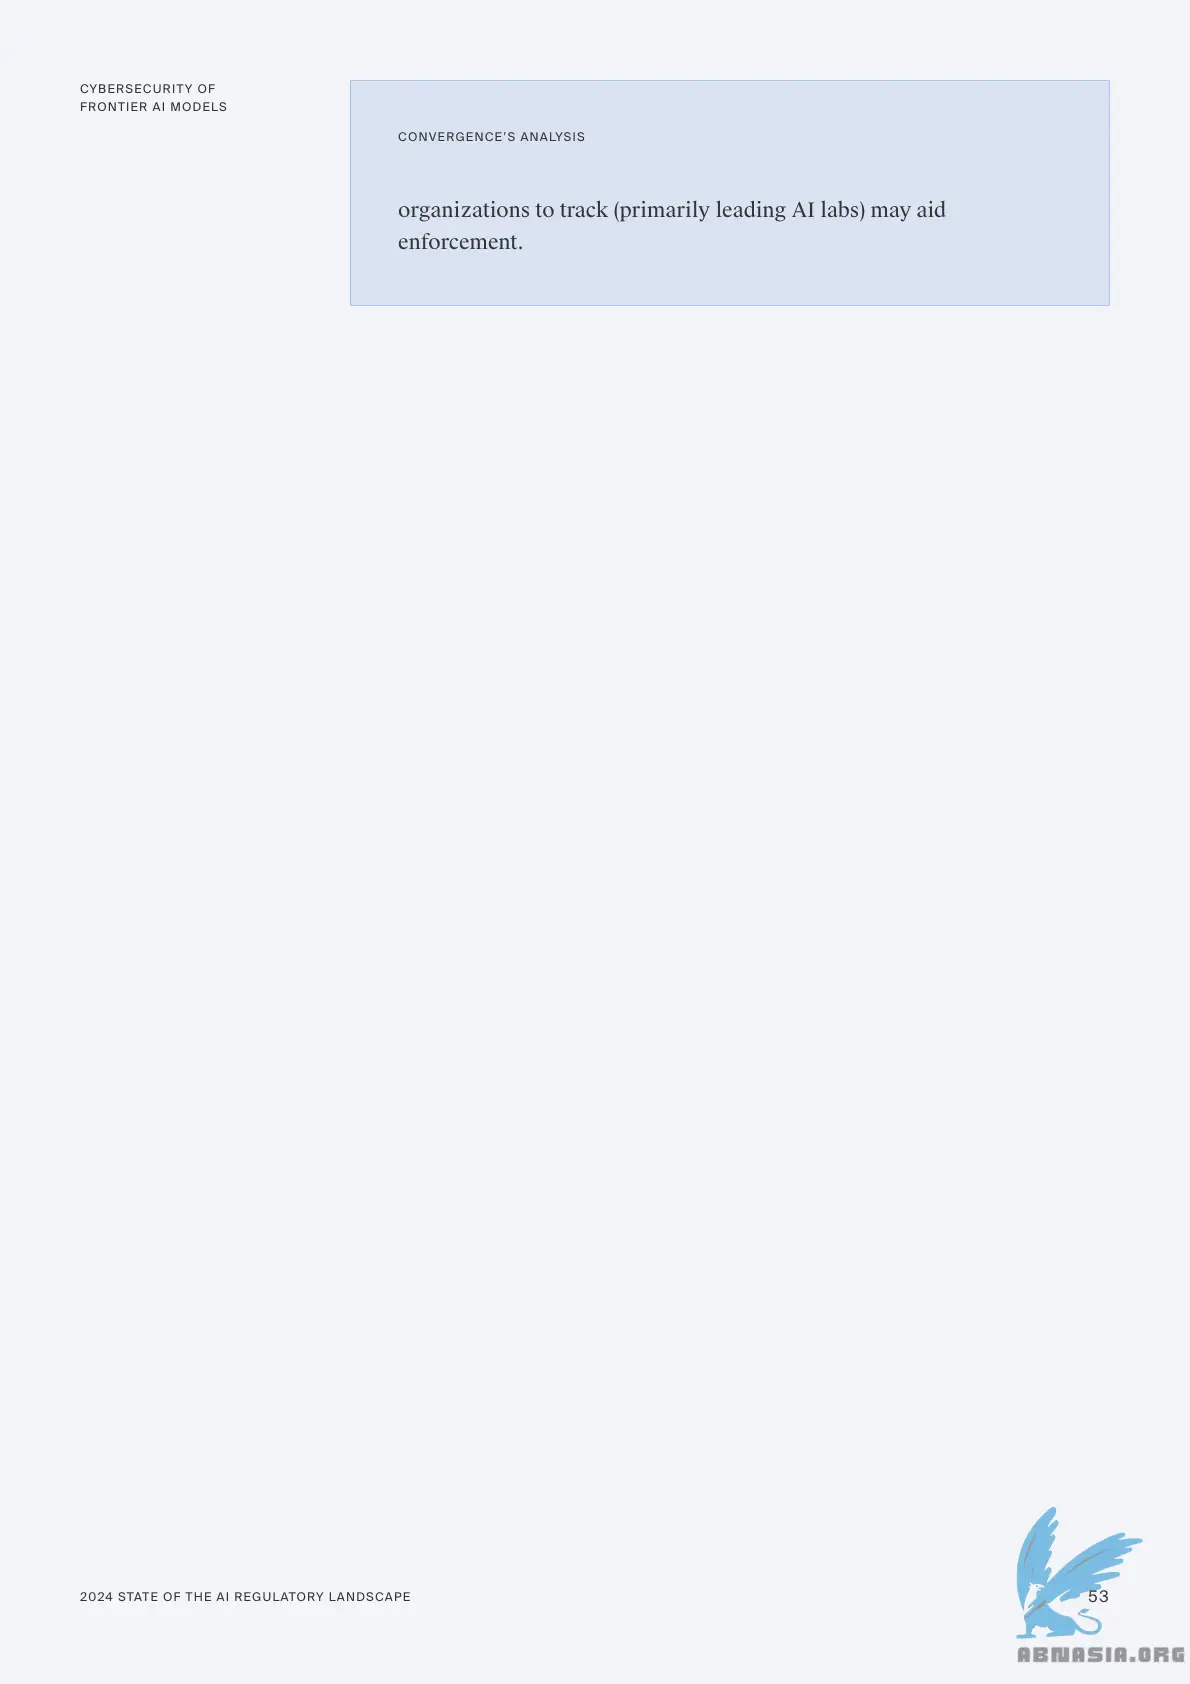 CYBERSECURITY OF
FRONTIER AI MODELS
CONVERGENCE'S ANALYSIS
organizations to track (primarily leading AI labs) may aid
enforcement.
2024 STATE OF THE AI REGULATORY LANDSCAPE
53
ABNASIA.ORG